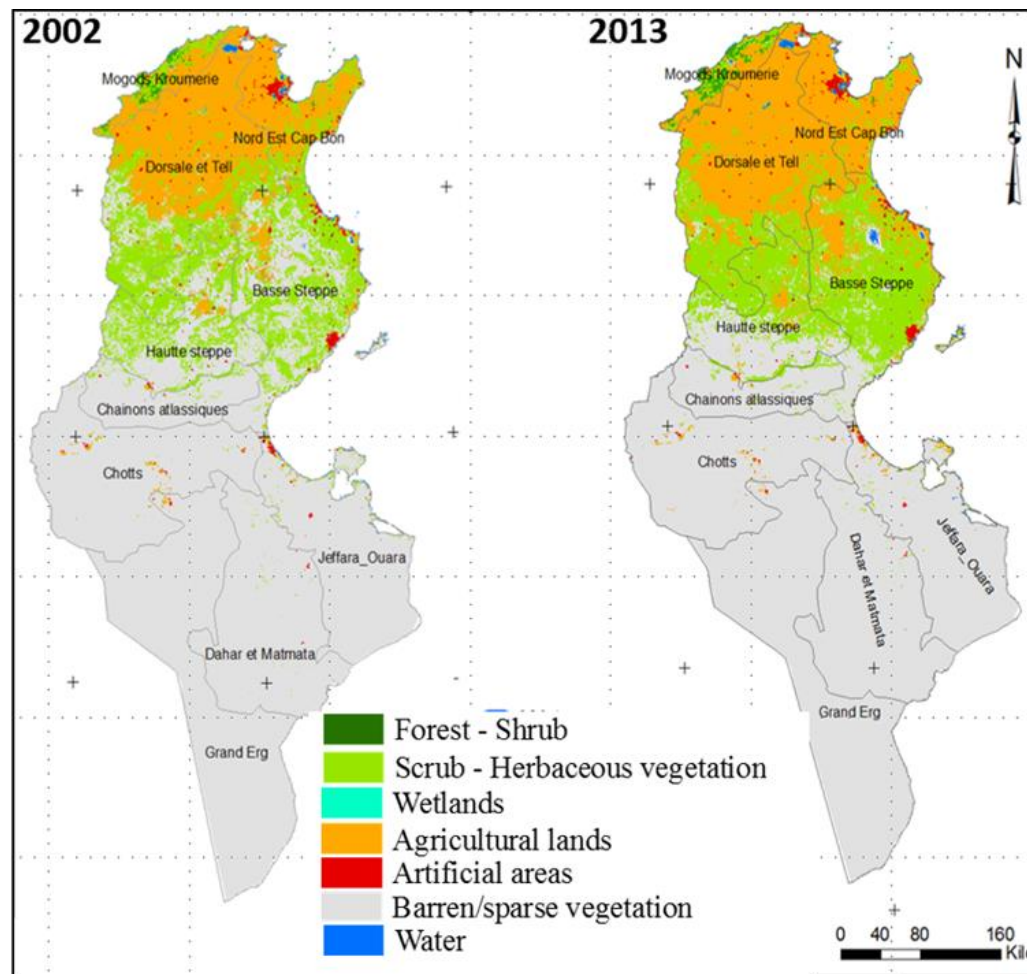 2002
Mogods Kroumerie
Nord Est Cap Bon
Dorsale et Tell
Basse Steppe
Hautte steppe
Chainons atlassiques
Chotts
Jeffara_Ouara
Dahar et Matmata
Grand Erg
2013
N
Mogods Kroumerie
Nord Est Cap Bon
Dorsale et Tell
Basse Steppe
Hautte steppe
Chainons atlassiques
Chotts
Jeffara_Ouara
Dahar et Matmata
Grand Erg
Forest - Shrub
Scrub - Herbaceous vegetation
Wetlands
Agricultural lands
Artificial areas
Barren/sparse vegetation
Water
0 40 80 160
Kil